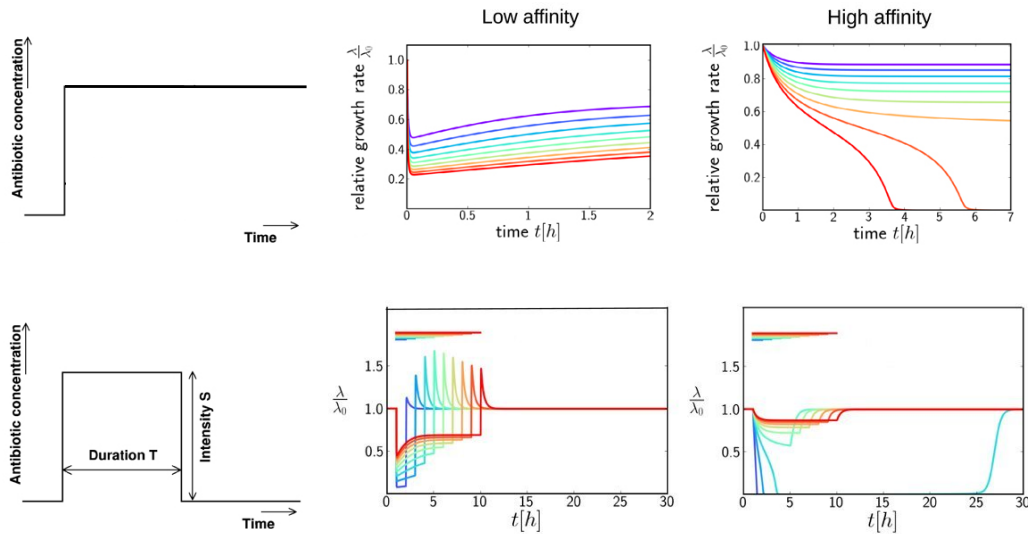 Low affinity
High affinity
Antibiotic concentration
Time
relative growth rate λ/λ₀
1.0
0.8
0.6
0.4
0.2
0
0.5
1.0
1.5
2
time t[h]
relative growth rate λ/λ₀
1.0
0.8
0.6
0.4
0.2
0
1
2
3
4
5
6
7
time t[h]
Antibiotic concentration
Duration T
Intensity S
Time
λ/λ₀
1.5
1.0
0.5
0
5
10
15
20
25
30
t[h]
λ/λ₀
1.5
1.0
0.5
0
5
10
15
20
25
30
t[h]